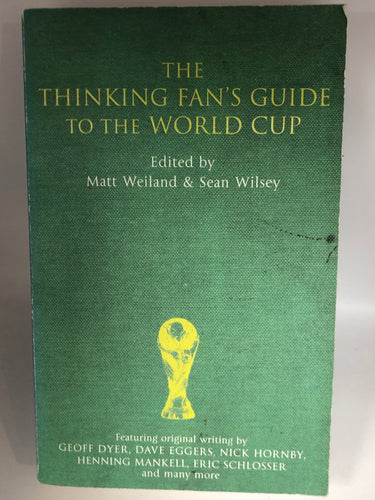 THE
THINKING FAN'S GUIDE
TO THE WORLD CUP
Edited by
Matt Weiland & Sean Wilsey
Featuring original writing by
GEOFF DYER, DAVE EGGERS, NICK HORNBY,
HENNING MANKELL, ERIC SCHLOSSER
and many more